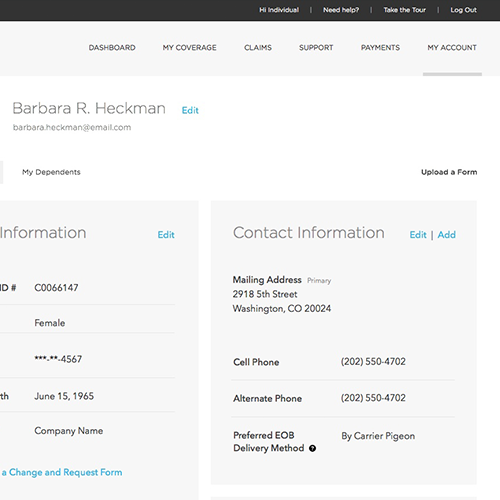 Hi Individual | Need help? | Take the Tour | Log Out
DASHBOARD MY COVERAGE CLAIMS SUPPORT PAYMENTS MY ACCOUNT
Barbara R. Heckman Edit
barbara.heckman@email.com
My Dependents Upload a Form
Information Edit
ID # C0066147
Female
***-**-4567
June 15, 1965
Company Name
a Change and Request Form
Contact Information Edit | Add
Mailing Address Primary
2918 5th Street
Washington, CO 20024
Cell Phone (202) 550-4702
Alternate Phone (202) 550-4702
Preferred EOB By Carrier Pigeon
Delivery Method ?